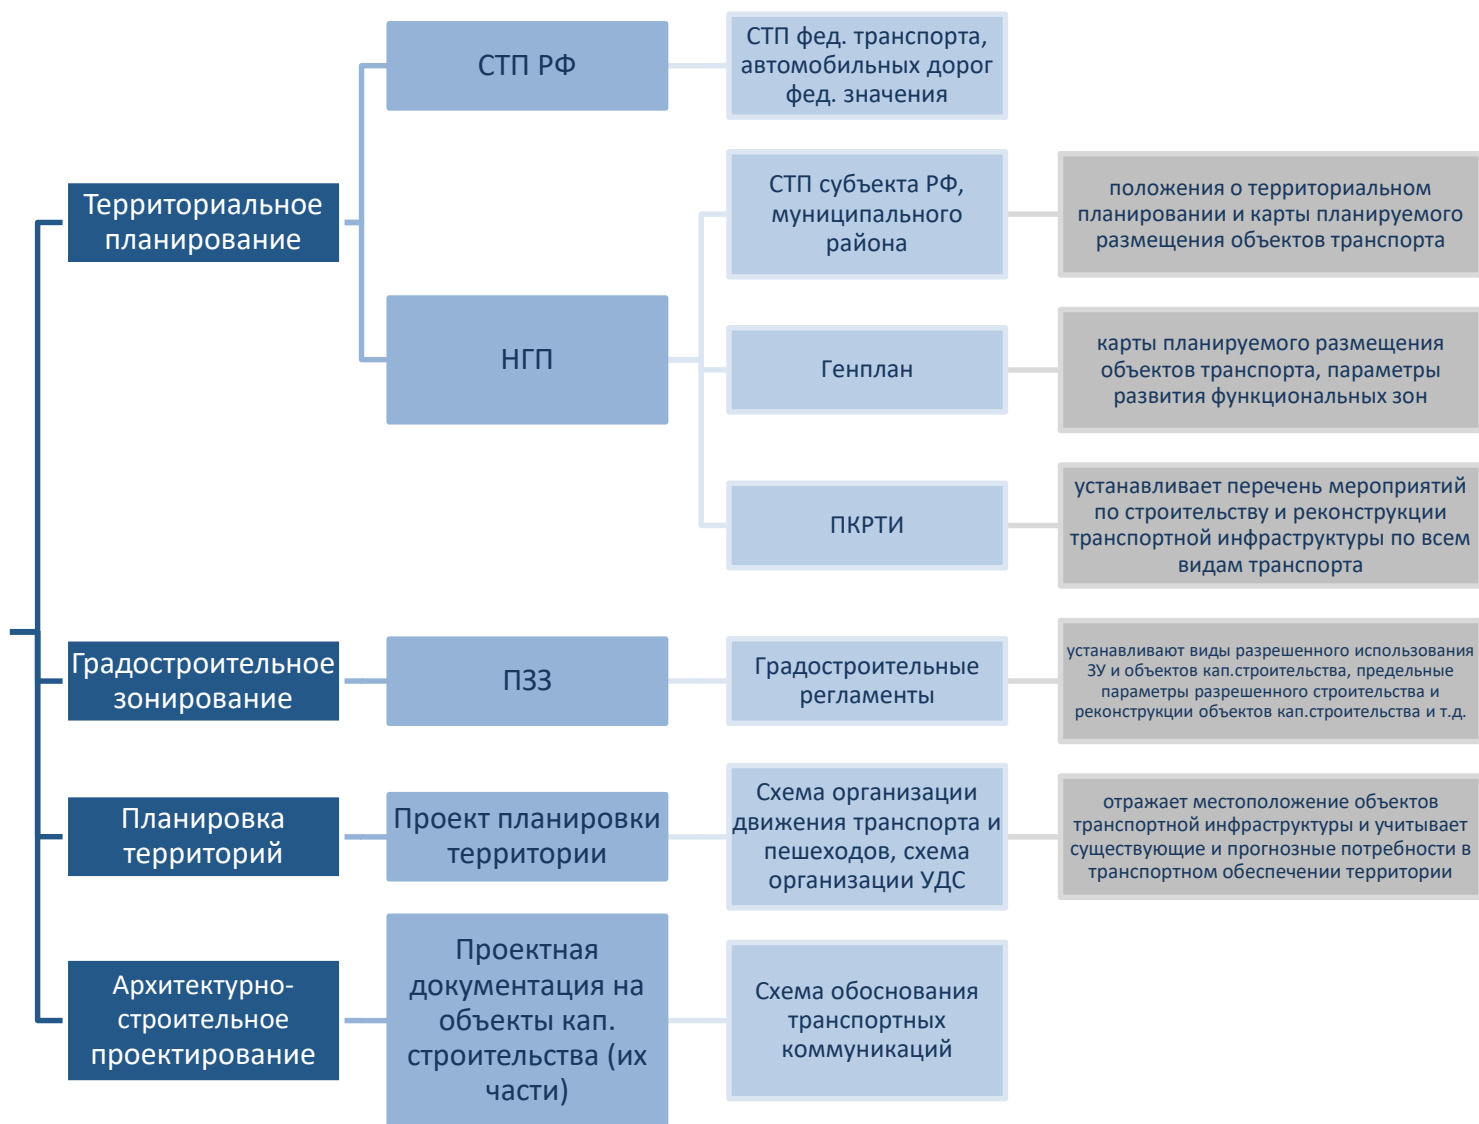 СТП РФ
СТП фед. транспорта,
автомобильных дорог
фед. значения
Территориальное
планирование
СТП субъекта РФ,
муниципального
района
положения о территориальном
планировании и карты планируемого
размещения объектов транспорта
НГП
Генплан
карты планируемого размещения
объектов транспорта, параметры
развития функциональных зон
ПКРТИ
устанавливает перечень мероприятий
по строительству и реконструкции
транспортной инфраструктуры по всем
видам транспорта
Градостроительное
зонирование
ПЗЗ
Градостроительные
регламенты
устанавливают виды разрешенного использования
ЗУ и объектов кап.строительства, предельные
параметры разрешенного строительства и
реконструкции объектов кап.строительства и т.д.
Планировка
территорий
Проект планировки
территории
Схема организации
движения транспорта и
пешеходов, схема
организации УДС
отражает местоположение объектов
транспортной инфраструктуры и учитывает
существующие и прогнозные потребности в
транспортном обеспечении территории
Архитектурно-
строительное
проектирование
Проектная
документация на
объекты кап.
строительства (их
части)
Схема обоснования
транспортных
коммуникаций